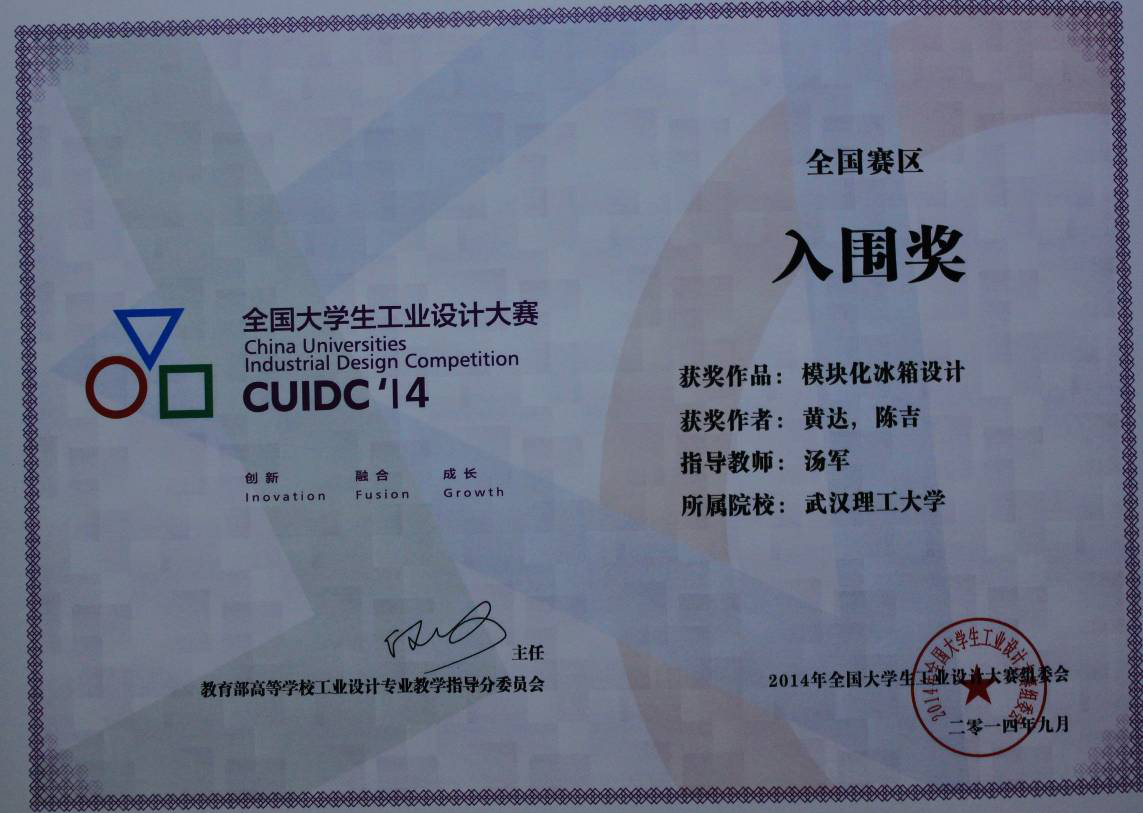 全国赛区
入围奖
全国大学生工业设计大赛
China Universities
Industrial Design Competition
CUIDC '14
创新 融合 成长
Inovation Fusion Growth
获奖作品：模块化冰箱设计
获奖作者：黄达，陈吉
指导教师：汤军
所属院校：武汉理工大学
主任
教育部高等学校工业设计专业教学指导分委员会
2014年全国大学生工业设计大赛组委会
二零一四年九月
2014年全国大学生工业设计大赛组委会